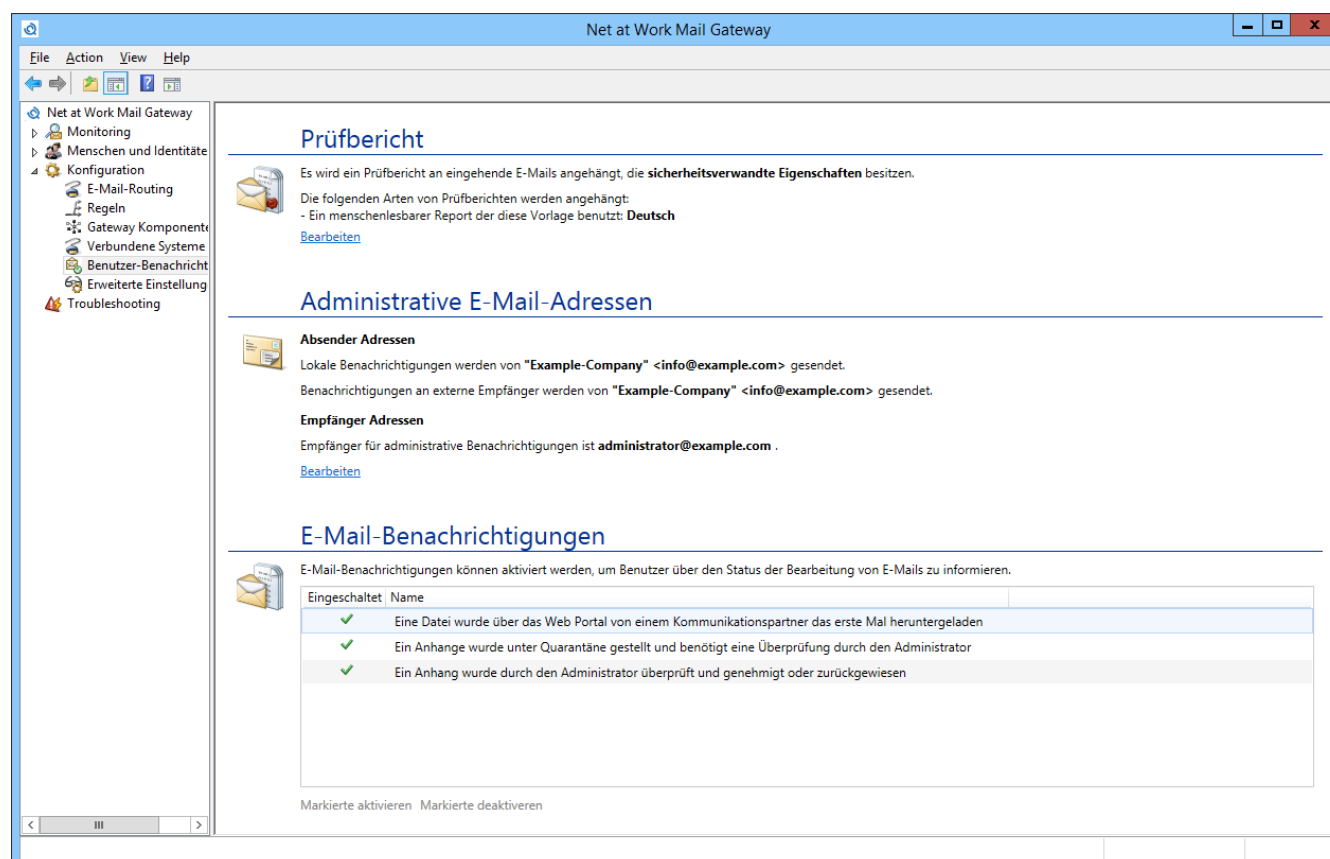 Net at Work Mail Gateway
File Action View Help
Net at Work Mail Gateway
Monitoring
Menschen und Identitäte
Konfiguration
E-Mail-Routing
Regeln
Gateway Komponente
Verbundene Systeme
Benutzer-Benachricht
Erweiterte Einstellung
Troubleshooting
Prüfbericht
Es wird ein Prüfbericht an eingehende E-Mails angehängt, die sicherheitsverwandte Eigenschaften besitzen.
Die folgenden Arten von Prüfberichten werden angehängt:
- Ein menschenlesbarer Report der diese Vorlage benutzt: Deutsch
Bearbeiten
Administrative E-Mail-Adressen
Absender Adressen
Lokale Benachrichtigungen werden von "Example-Company" <info@example.com> gesendet.
Benachrichtigungen an externe Empfänger werden von "Example-Company" <info@example.com> gesendet.
Empfänger Adressen
Empfänger für administrative Benachrichtigungen ist administrator@example.com .
Bearbeiten
E-Mail-Benachrichtigungen
E-Mail-Benachrichtigungen können aktiviert werden, um Benutzer über den Status der Bearbeitung von E-Mails zu informieren.
Eingeschaltet Name
Eine Datei wurde über das Web Portal von einem Kommunikationspartner das erste Mal heruntergeladen
Ein Anhange wurde unter Quarantäne gestellt und benötigt eine Überprüfung durch den Administrator
Ein Anhang wurde durch den Administrator überprüft und genehmigt oder zurückgewiesen
Markierte aktivieren Markierte deaktiveren